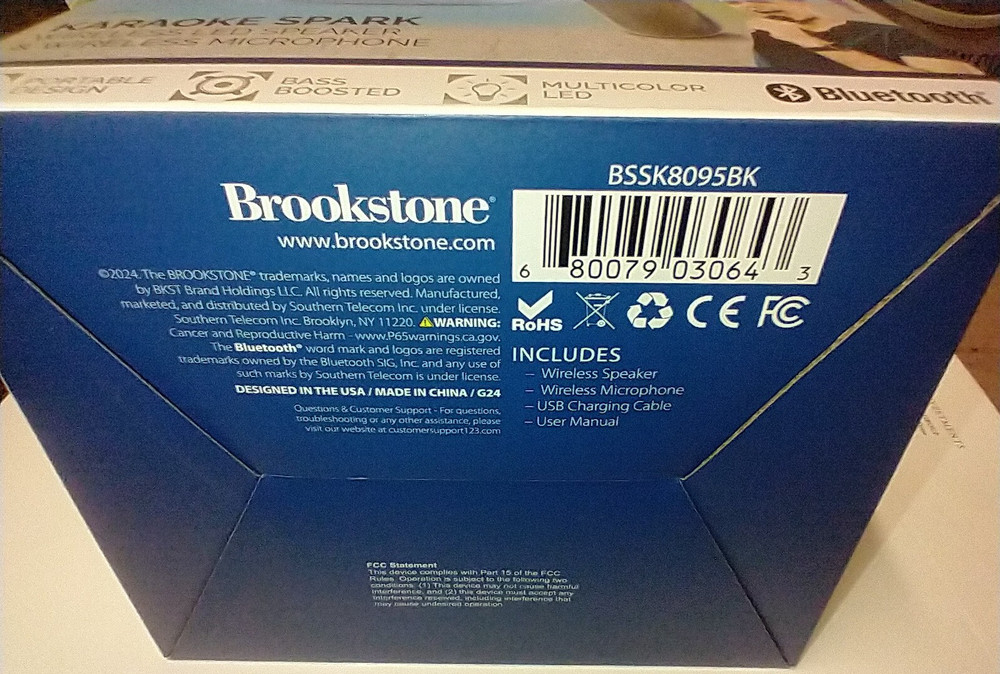 KARAOKE SPARK
WIRELESS LED SPEAKER
& WIRELESS MICROPHONE
PORTABLE
DESIGN
BASS
BOOSTED
MULTICOLOR
LED
Bluetooth
Brookstone®
www.brookstone.com
©2024. The BROOKSTONE® trademarks, names and logos are owned
by BKST Brand Holdings LLC. All rights reserved. Manufactured,
marketed, and distributed by Southern Telecom Inc. under license.
Southern Telecom Inc. Brooklyn, NY 11220. ⚠WARNING:
Cancer and Reproductive Harm - www.P65warnings.ca.gov.
The Bluetooth® word mark and logos are registered
trademarks owned by the Bluetooth SIG, Inc. and any use of
such marks by Southern Telecom is under license.
DESIGNED IN THE USA / MADE IN CHINA / G24
Questions & Customer Support - For questions,
troubleshooting or any other assistance, please
visit our website at customersupport123.com
BSSK8095BK
6 80079 03064 3
RoHS
CE FC
INCLUDES
– Wireless Speaker
– Wireless Microphone
– USB Charging Cable
– User Manual
FCC Statement
This device complies with Part 15 of the FCC
Rules. Operation is subject to the following two
conditions: (1) This device may not cause harmful
interference, and (2) this device must accept any
interference received, including interference that
may cause undesired operation.